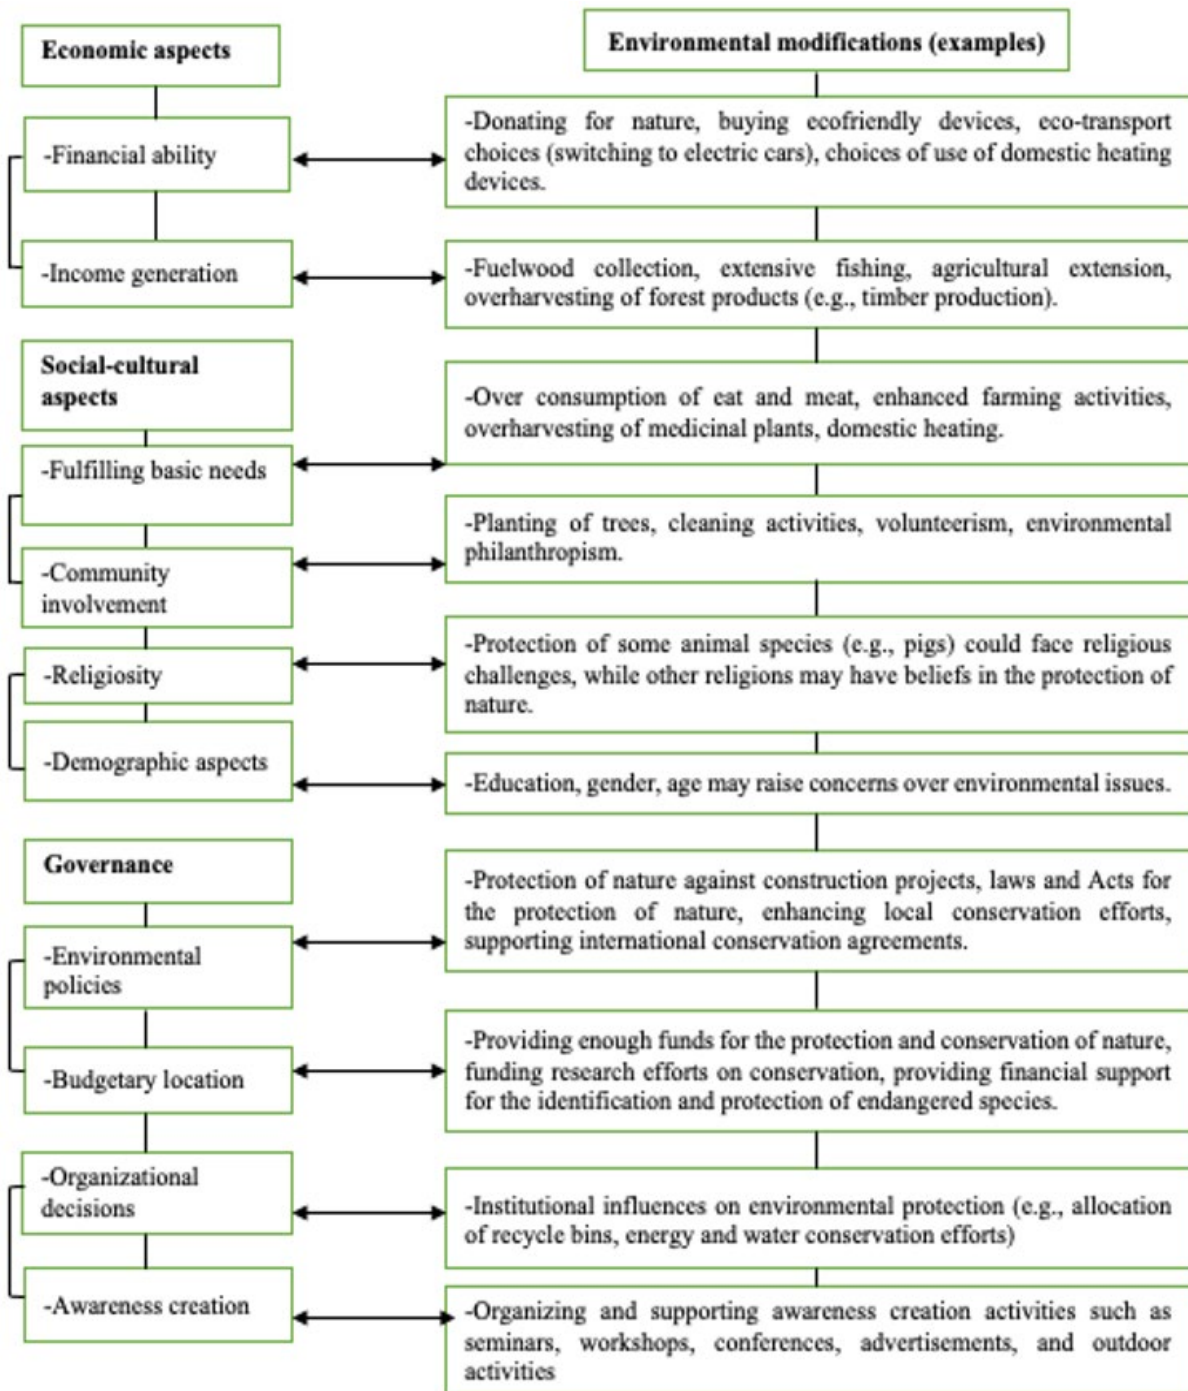 Economic aspects
Environmental modifications (examples)
-Financial ability
-Donating for nature, buying ecofriendly devices, eco-transport
choices (switching to electric cars), choices of use of domestic heating
devices.
-Income generation
-Fuelwood collection, extensive fishing, agricultural extension,
overharvesting of forest products (e.g., timber production).
Social-cultural
aspects
-Fulfilling basic needs
-Over consumption of eat and meat, enhanced farming activities,
overharvesting of medicinal plants, domestic heating.
-Community
involvement
-Planting of trees, cleaning activities, volunteerism, environmental
philanthropism.
-Religiosity
-Protection of some animal species (e.g., pigs) could face religious
challenges, while other religions may have beliefs in the protection of
nature.
-Demographic aspects
-Education, gender, age may raise concerns over environmental issues.
Governance
-Environmental
policies
-Protection of nature against construction projects, laws and Acts for
the protection of nature, enhancing local conservation efforts,
supporting international conservation agreements.
-Budgetary location
-Providing enough funds for the protection and conservation of nature,
funding research efforts on conservation, providing financial support
for the identification and protection of endangered species.
-Organizational
decisions
-Institutional influences on environmental protection (e.g., allocation
of recycle bins, energy and water conservation efforts)
-Awareness creation
-Organizing and supporting awareness creation activities such as
seminars, workshops, conferences, advertisements, and outdoor
activities